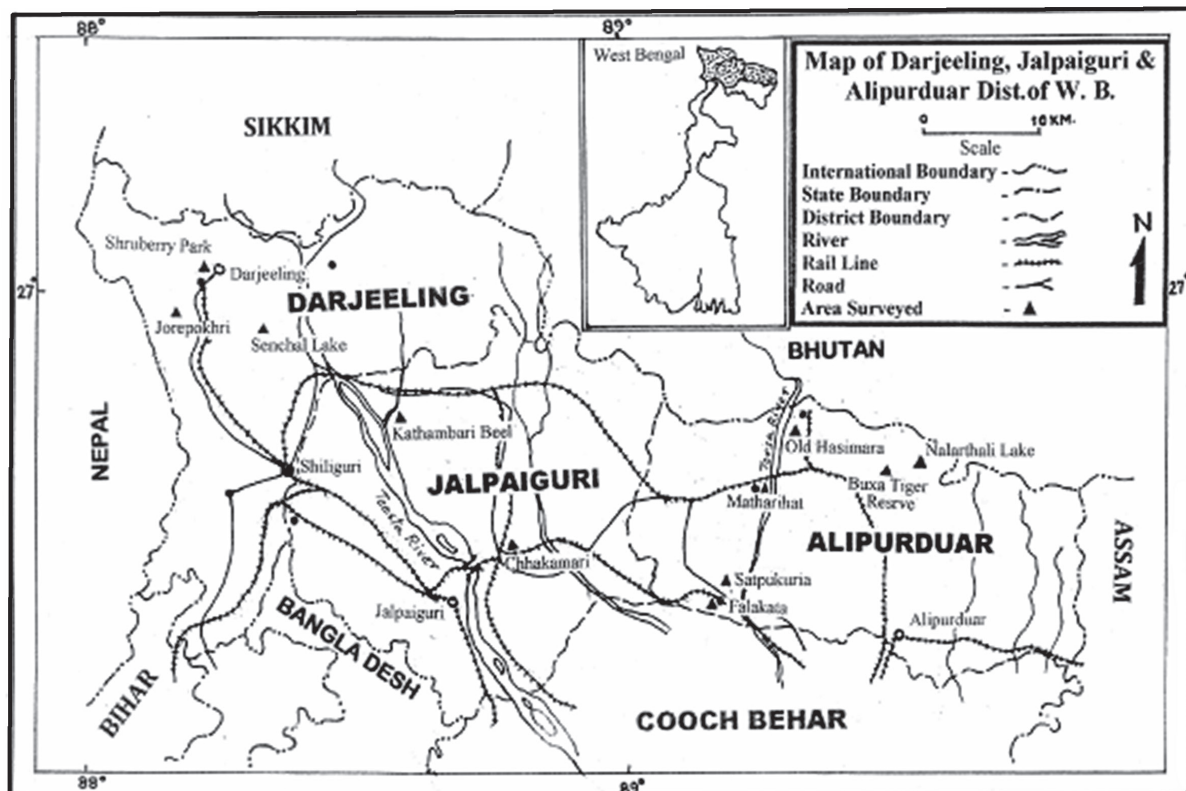 88°
89°
West Bengal
Map of Darjeeling, Jalpaiguri &
Alipurduar Dist.of W. B.
0 10 KM.
Scale
International Boundary -
State Boundary -
District Boundary -
River -
Rail Line -
Road -
Area Surveyed -
N
SIKKIM
Shruberry Park
Darjeeling
27°
27°
DARJEELING
Jorepokhri
Senchal Lake
BHUTAN
NEPAL
Kathambari Beel
Torsa River
Old Hasimara
Nalarthali Lake
Shiliguri
JALPAIGURI
Matharihat
Buxa Tiger
Resrve
Teesta River
ALIPURDUAR
ASSAM
Chhakamari
Satpukuria
Jalpaiguri
Falakata
BANGLA DESH
Alipurduar
BIHAR
COOCH BEHAR
88°
89°